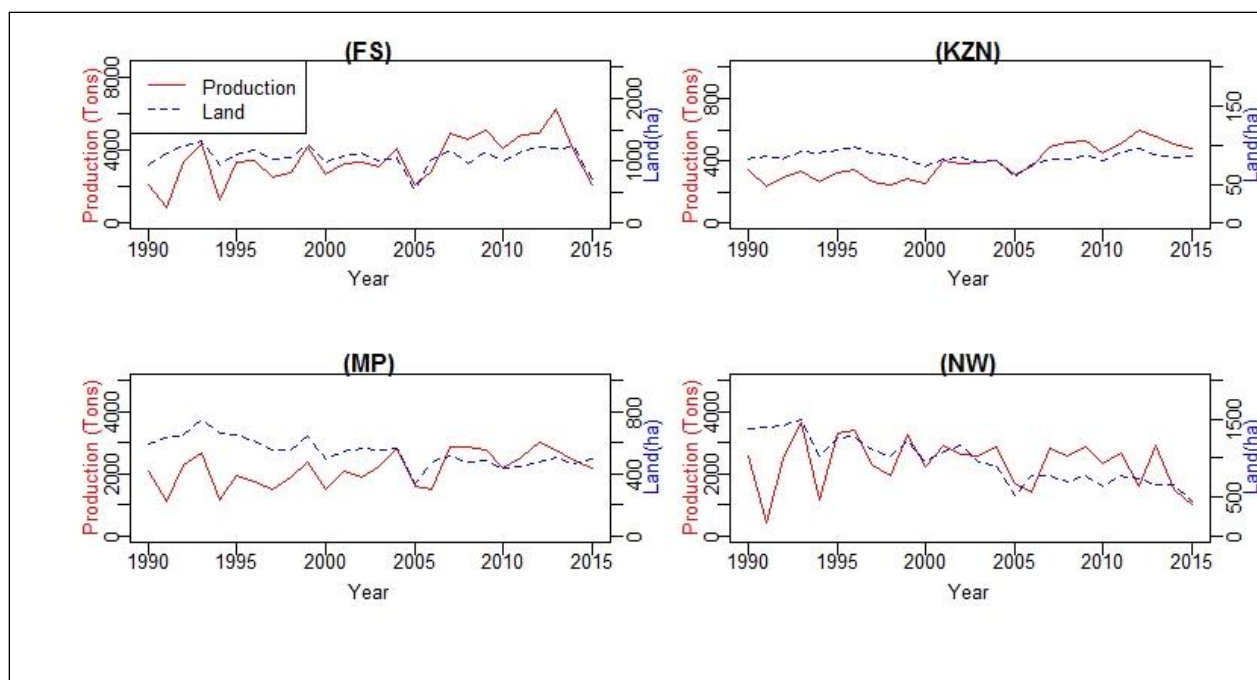 (FS)
Production (Tons)
0 4000 8000
Production
Land
0 1000 2000
Land(ha)
1990 1995 2000 2005 2010 2015
Year
(KZN)
Production (Tons)
0 400 800
0 50 150
Land(ha)
1990 1995 2000 2005 2010 2015
Year
(MP)
Production (Tons)
0 2000 4000
0 400 800
Land(ha)
1990 1995 2000 2005 2010 2015
Year
(NW)
Production (Tons)
0 2000 4000
0 500 1500
Land(ha)
1990 1995 2000 2005 2010 2015
Year